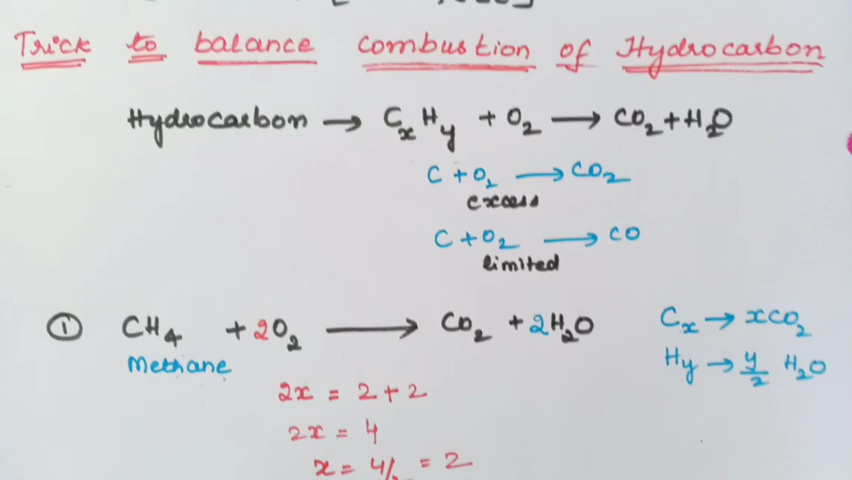 Trick to balance combustion of Hydrocarbon
Hydrocarbon → CxHy + O2 → CO2 + H2O
C + O2 → CO2
excess
C + O2 → CO
limited
① CH4 + 2O2 → CO2 + 2H2O
Methane
Cx → xCO2
Hy → y/2 H2O
2x = 2 + 2
2x = 4
x = 4/ = 2